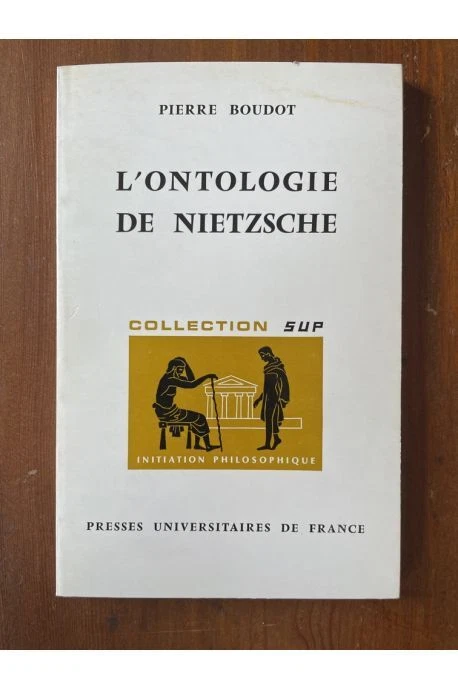 PIERRE BOUDOT
L'ONTOLOGIE
DE NIETZSCHE
COLLECTION SUP
INITIATION PHILOSOPHIQUE
PRESSES UNIVERSITAIRES DE FRANCE